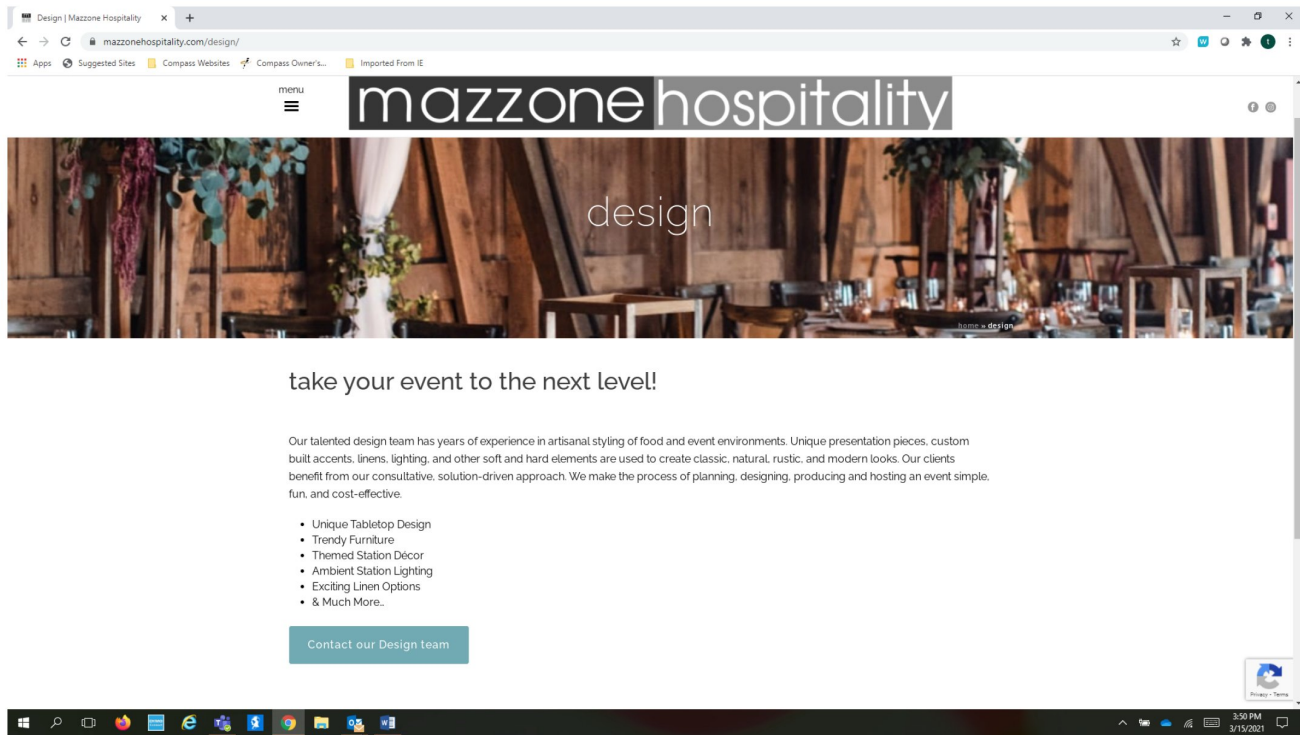 Design | Mazzone Hospitality
mazzonehospitality.com/design/
Apps Suggested Sites Compass Websites Compass Owner's... Imported From IE
menu
mazzone hospitality
design
home » design
take your event to the next level!
Our talented design team has years of experience in artisanal styling of food and event environments. Unique presentation pieces, custom
built accents, linens, lighting, and other soft and hard elements are used to create classic, natural, rustic, and modern looks. Our clients
benefit from our consultative, solution-driven approach. We make the process of planning, designing, producing and hosting an event simple,
fun, and cost-effective.
• Unique Tabletop Design
• Trendy Furniture
• Themed Station Décor
• Ambient Station Lighting
• Exciting Linen Options
• & Much More…
Contact our Design team
Privacy - Terms
3:50 PM
3/15/2021